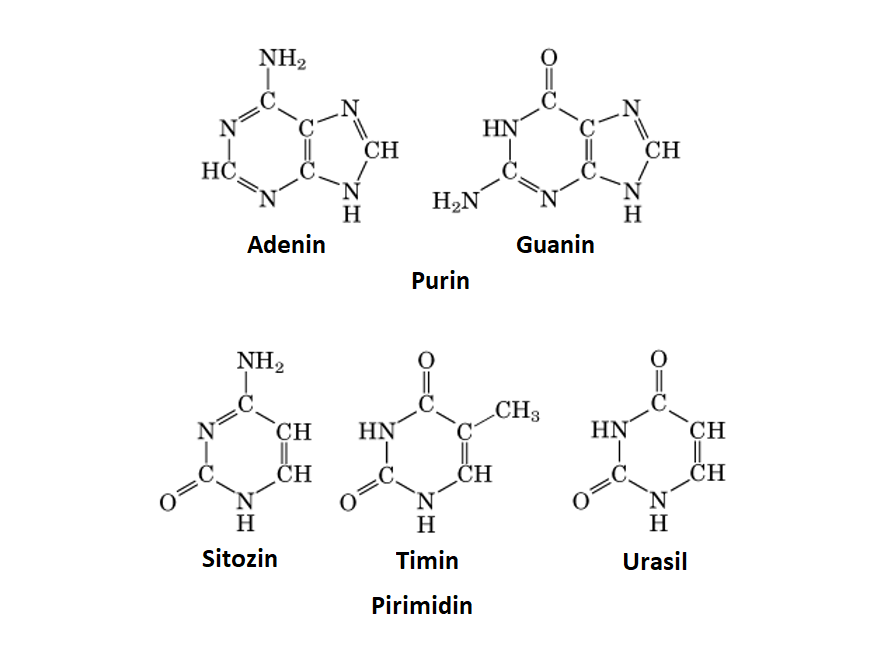 NH₂
C
N
N
C
CH
HC
C
N
N
H
Adenin
O
C
N
HN
C
CH
C
C
H₂N
N
N
H
Guanin
Purin
NH₂
C
N
CH
C
CH
O
N
H
Sitozin
O
C
CH₃
HN
C
C
CH
O
N
H
Timin
O
C
HN
CH
C
CH
O
N
H
Urasil
Pirimidin